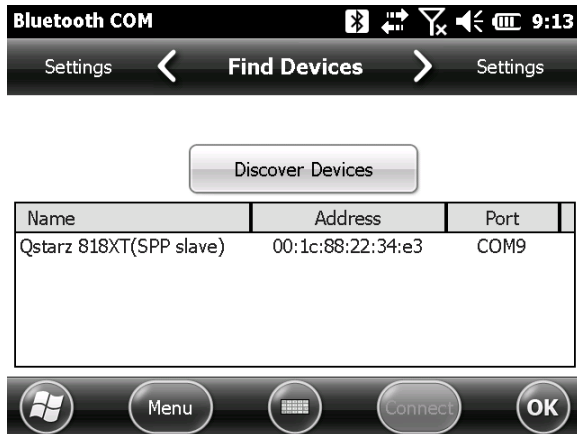 Bluetooth COM 9:13
Settings Find Devices Settings
Discover Devices
Name Address Port
Qstarz 818XT(SPP slave) 00:1c:88:22:34:e3 COM9
Menu Connect OK